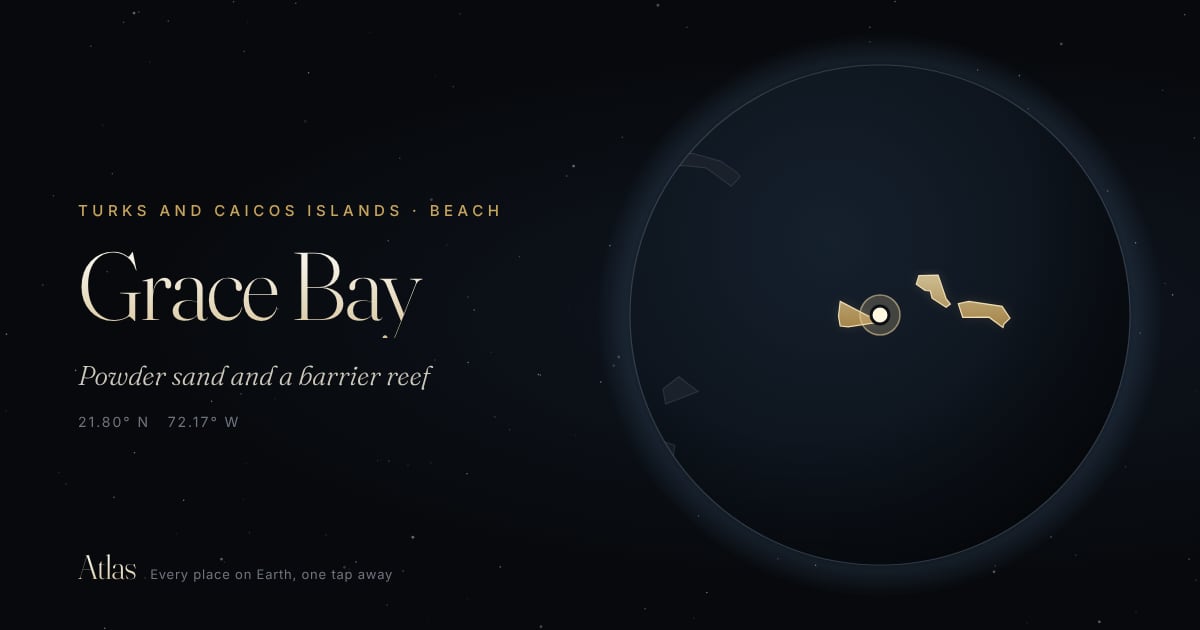 TURKS AND CAICOS ISLANDS · BEACH
Grace Bay
Powder sand and a barrier reef
21.80° N 72.17° W
Atlas Every place on Earth, one tap away